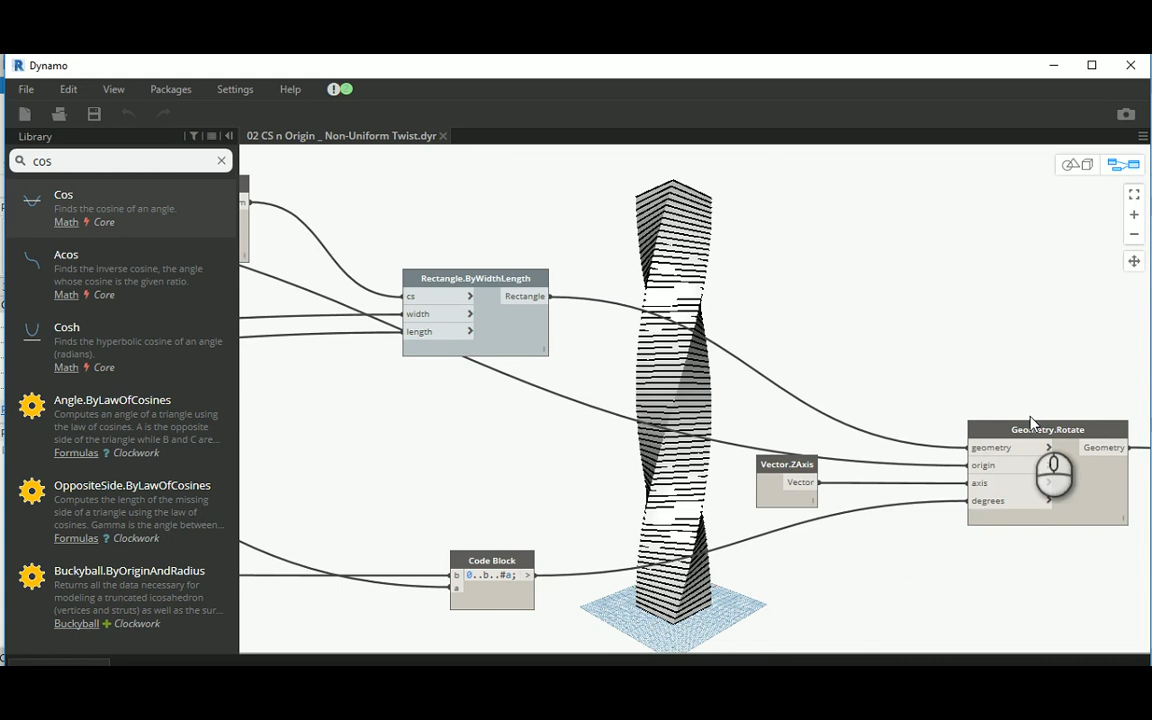 R Dynamo
File Edit View Packages Settings Help !
Library
02 CS n Origin _ Non-Uniform Twist.dyn
cos
Cos
Finds the cosine of an angle.
Math Core
Acos
Finds the inverse cosine, the angle
whose cosine is the given ratio.
Math Core
Cosh
Finds the hyperbolic cosine of an angle
(radians).
Math Core
Angle.ByLawOfCosines
Computes an angle of a triangle using
the law of cosines. A is the opposite
side of the triangle while B and C are...
Formulas ? Clockwork
OppositeSide.ByLawOfCosines
Computes the length of the missing
side of a triangle using the law of
cosines. Gamma is the angle between...
Formulas ? Clockwork
Buckyball.ByOriginAndRadius
Returns all the data necessary for
modeling a truncated icosahedron
(vertices and struts) as well as the sur...
Buckyball + Clockwork
m
Rectangle.ByWidthLength
cs > Rectangle
width >
length >
Geometry.Rotate
geometry > Geometry
origin
axis >
degrees >
Vector.ZAxis
Vector
Code Block
b 0..b..#a; >
a